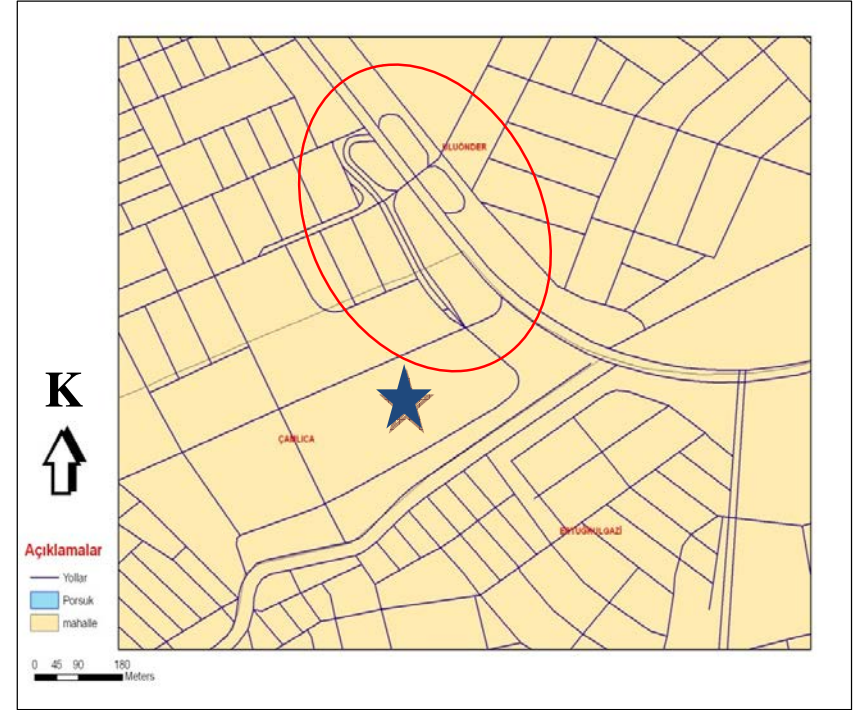 ULUÖNDER
K
ÇAMLICA
ERTUĞRULGAZİ
Açıklamalar
Yollar
Porsuk
mahalle
0 45 90 180
Meters